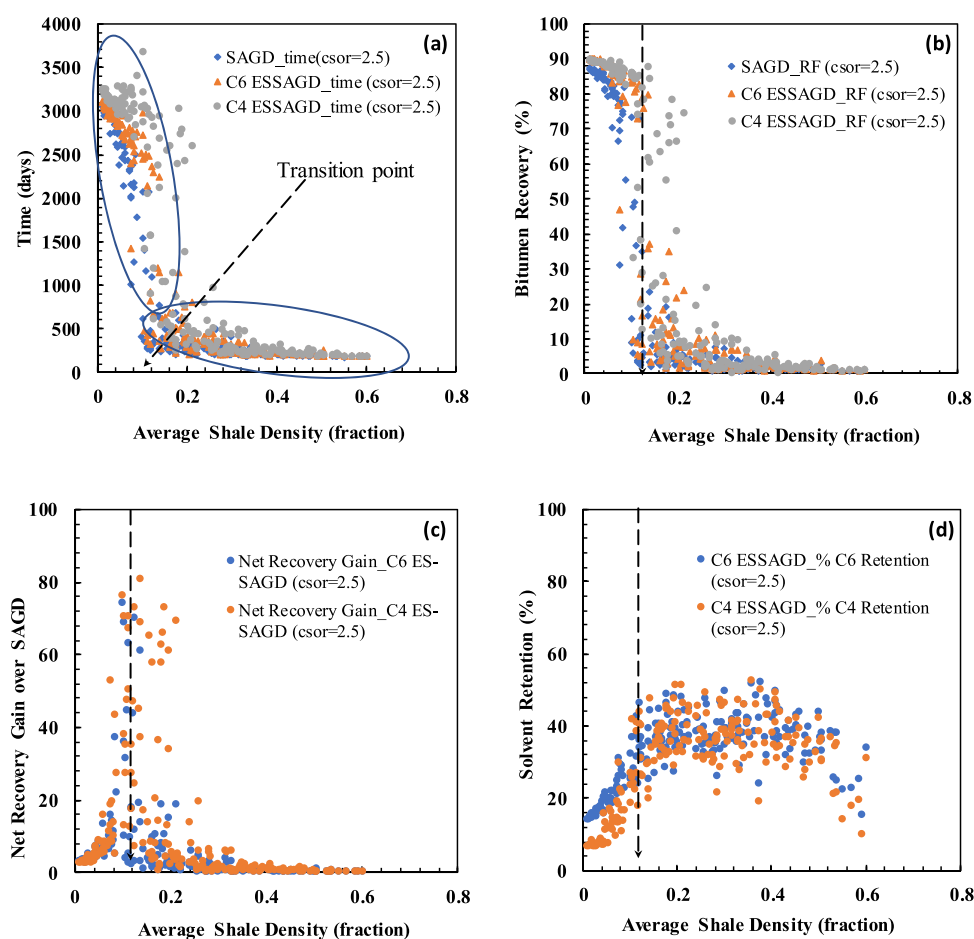 (a)
4000
3500
3000
2500
2000
1500
1000
500
0
Time (days)
SAGD_time(csor=2.5)
C6 ESSAGD_time (csor=2.5)
C4 ESSAGD_time (csor=2.5)
Transition point
0 0.2 0.4 0.6 0.8
Average Shale Density (fraction)
(b)
100
90
80
70
60
50
40
30
20
10
0
Bitumen Recovery (%)
SAGD_RF (csor=2.5)
C6 ESSAGD_RF (csor=2.5)
C4 ESSAGD_RF (csor=2.5)
0 0.2 0.4 0.6 0.8
Average Shale Density (fraction)
(c)
100
80
60
40
20
0
Net Recovery Gain over SAGD
Net Recovery Gain_C6 ES-
SAGD (csor=2.5)
Net Recovery Gain_C4 ES-
SAGD (csor=2.5)
0 0.2 0.4 0.6 0.8
Average Shale Density (fraction)
(d)
100
80
60
40
20
0
Solvent Retention (%)
C6 ESSAGD_% C6 Retention
(csor=2.5)
C4 ESSAGD_% C4 Retention
(csor=2.5)
0 0.2 0.4 0.6 0.8
Average Shale Density (fraction)